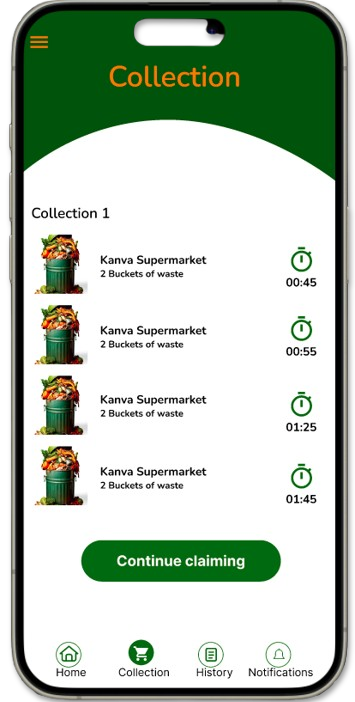 Collection
Collection 1
Kanva Supermarket
2 Buckets of waste
00:45
Kanva Supermarket
2 Buckets of waste
00:55
Kanva Supermarket
2 Buckets of waste
01:25
Kanva Supermarket
2 Buckets of waste
01:45
Continue claiming
Home Collection History Notifications